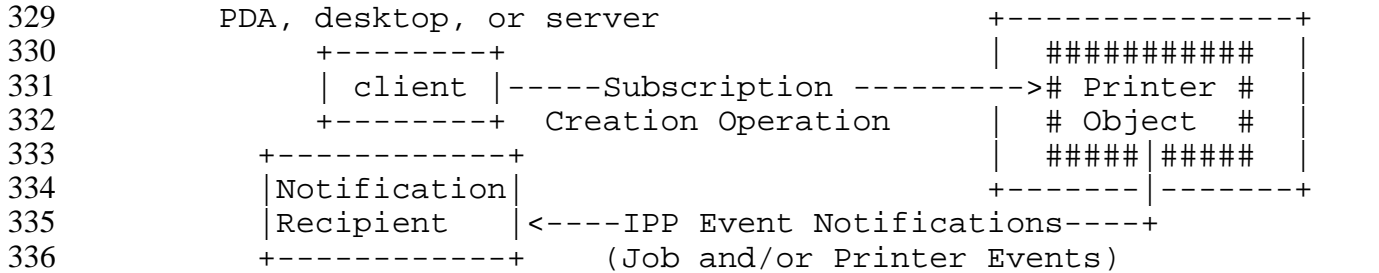 329 PDA, desktop, or server +---------------+
330 +--------+ | ########### |
331 | client |-----Subscription ---------># Printer # |
332 +--------+ Creation Operation | # Object # |
333 +------------+ | #####|##### |
334 |Notification| +-------|-------+
335 |Recipient |<----IPP Event Notifications----+
336 +------------+ (Job and/or Printer Events)